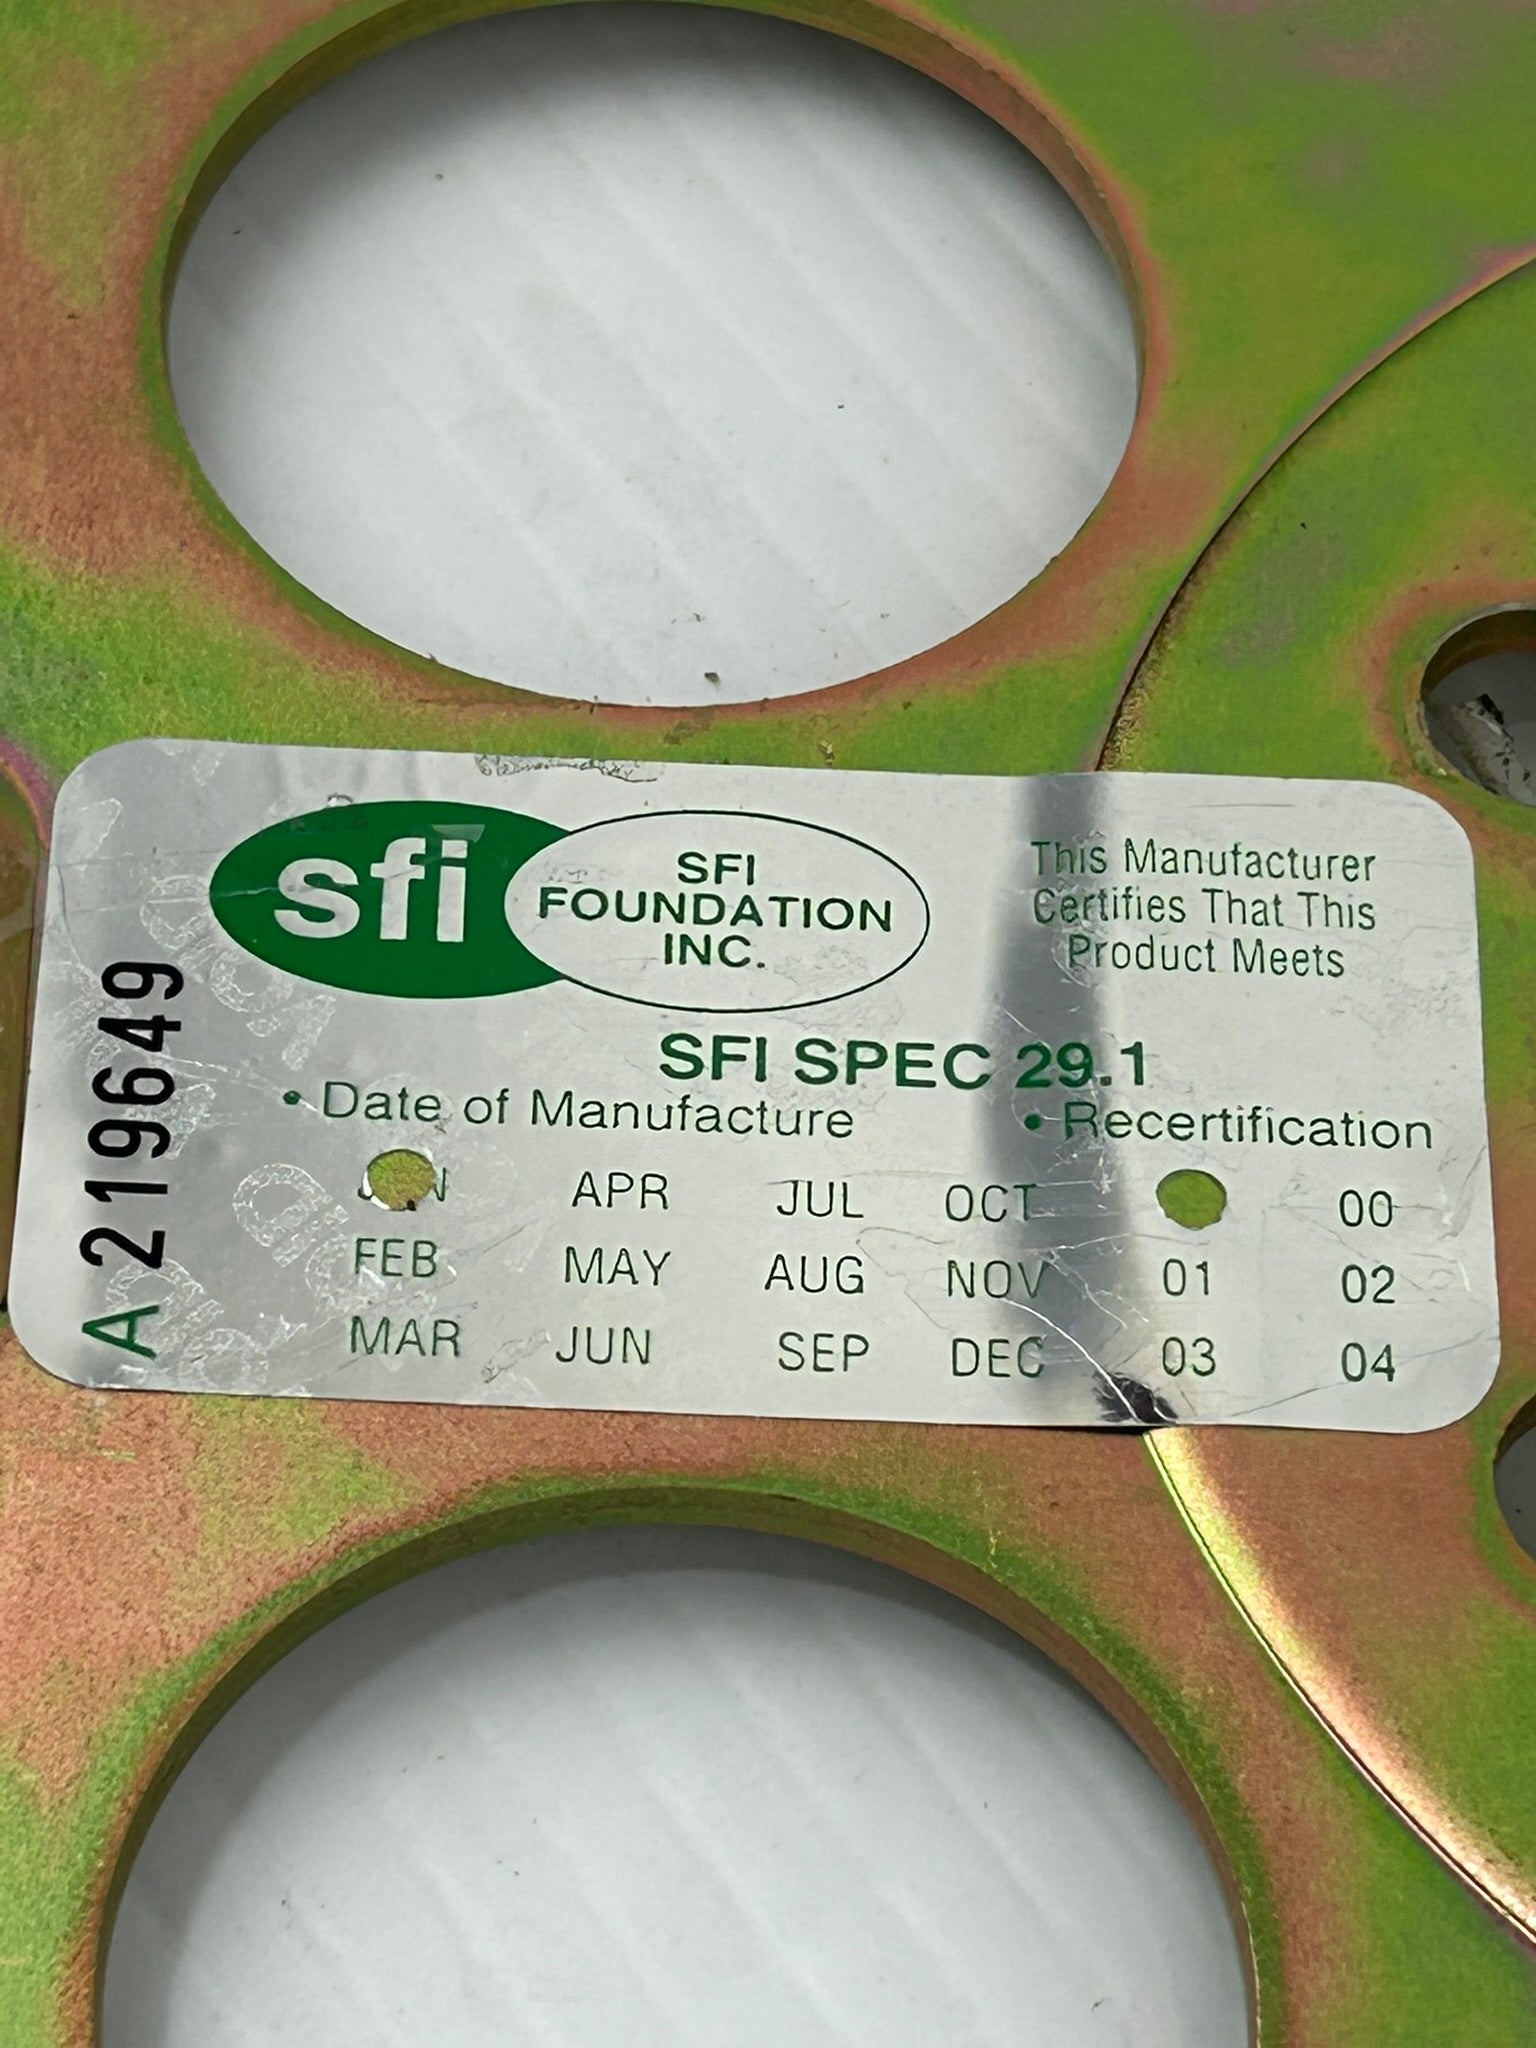 sfi
SFI
FOUNDATION
INC.
This Manufacturer
Certifies That This
Product Meets
SFI SPEC 29.1
• Date of Manufacture • Recertification
APR JUL OCT 00
FEB MAY AUG NOV 01 02
MAR JUN SEP DEC 03 04
A 219649